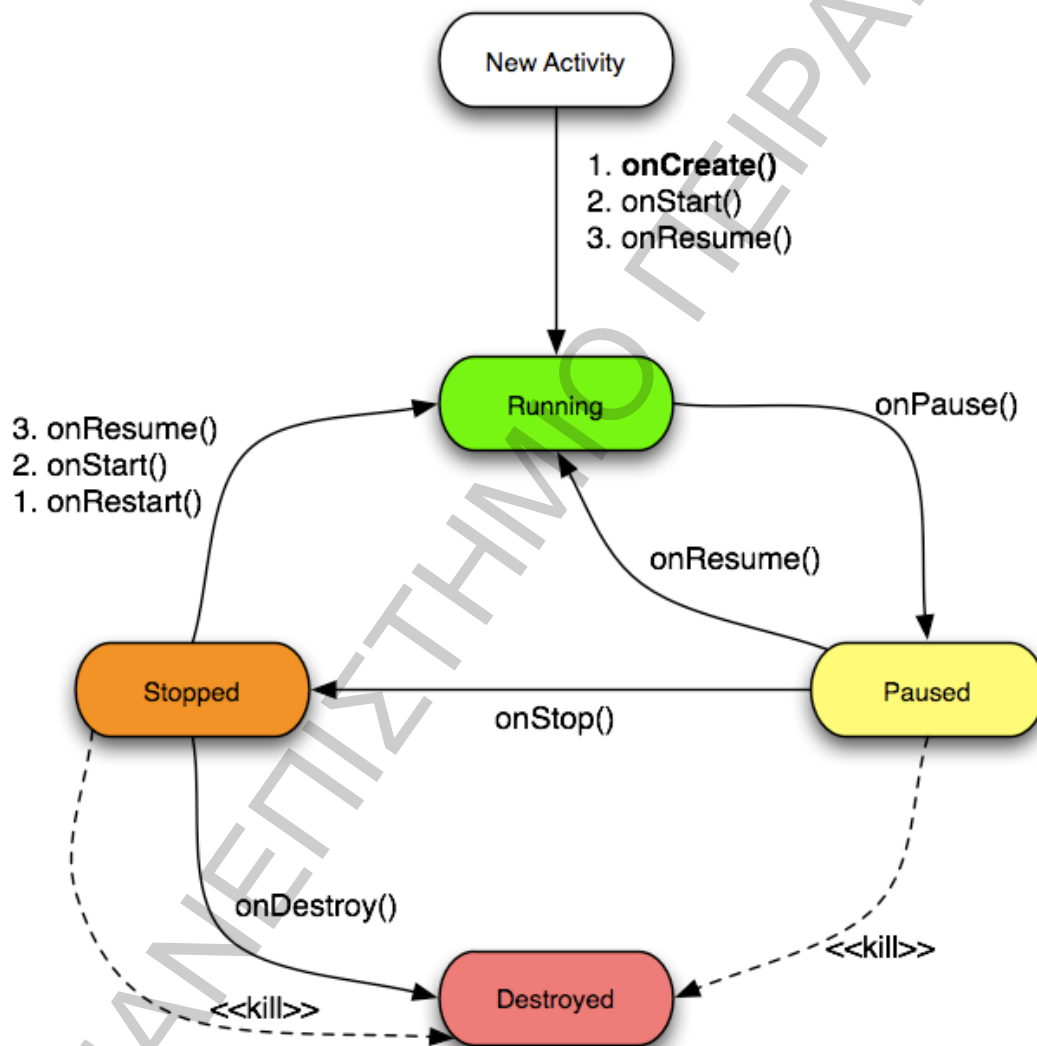 New Activity
1. onCreate()
2. onStart()
3. onResume()
Running
onPause()
3. onResume()
2. onStart()
1. onRestart()
onResume()
Stopped
Paused
onStop()
onDestroy()
<<kill>>
<<kill>>
Destroyed
ΠΑΝΕΠΙΣΤΗΜΙΟ ΠΕΙΡΑ